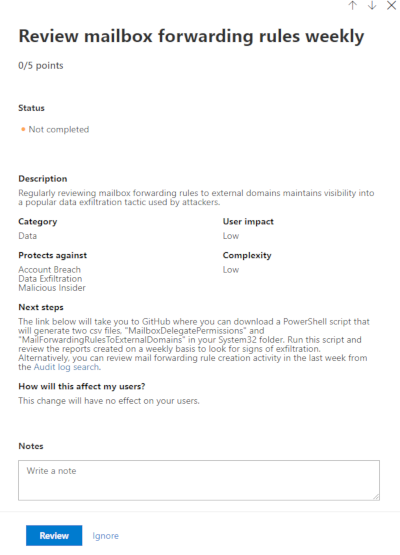 Review mailbox forwarding rules weekly
0/5 points
Status
Not completed
Description
Regularly reviewing mailbox forwarding rules to external domains maintains visibility into
a popular data exfiltration tactic used by attackers.
Category User impact
Data Low
Protects against Complexity
Account Breach Low
Data Exfiltration
Malicious Insider
Next steps
The link below will take you to GitHub where you can download a PowerShell script that
will generate two csv files, "MailboxDelegatePermissions" and
"MailForwardingRulesToExternalDomains" in your System32 folder. Run this script and
review the reports created on a weekly basis to look for signs of exfiltration.
Alternatively, you can review mail forwarding rule creation activity in the last week from
the Audit log search.
How will this affect my users?
This change will have no effect on your users.
Notes
Write a note
Review Ignore